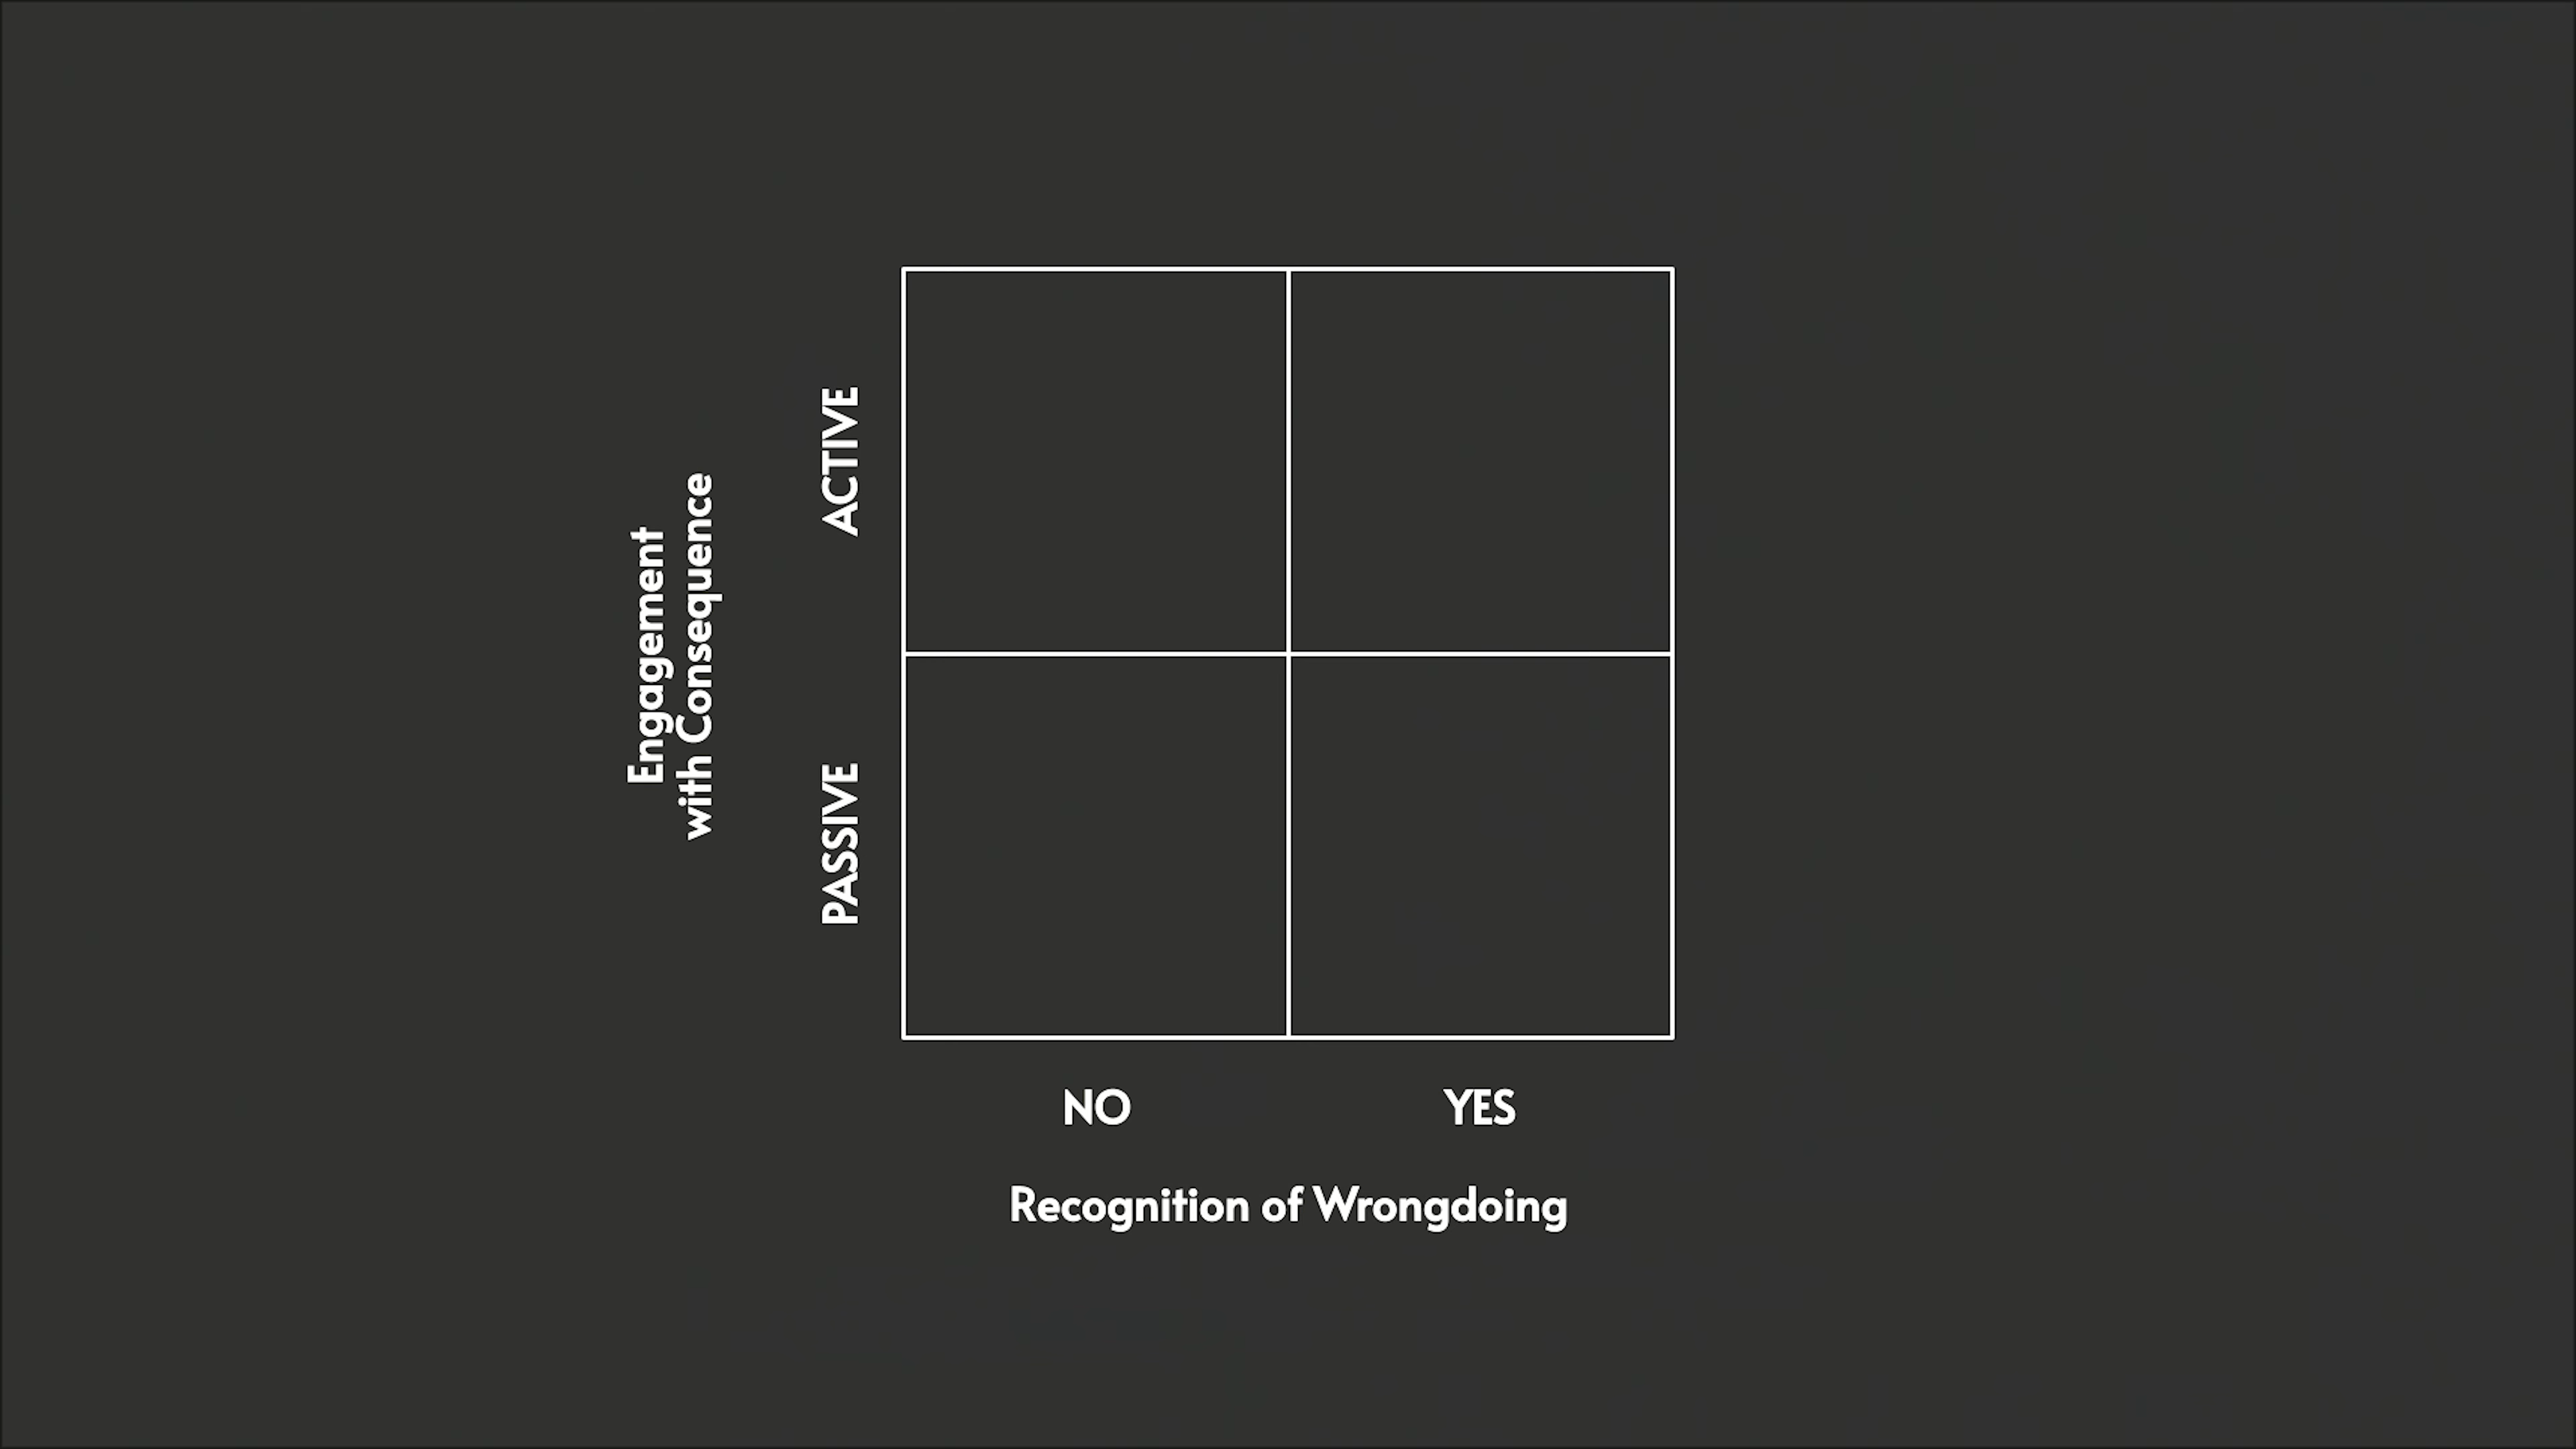 Engagement
with Consequence
ACTIVE
PASSIVE
NO
YES
Recognition of Wrongdoing